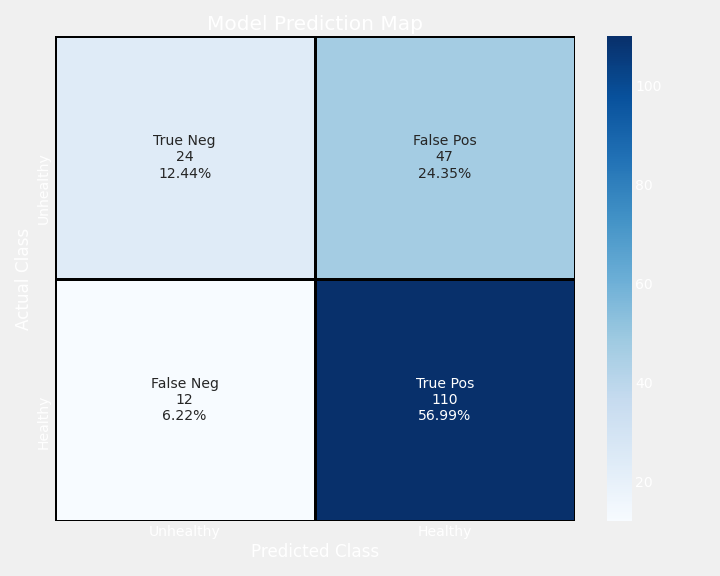 Model Prediction Map
True Neg
24
12.44%
False Pos
47
24.35%
False Neg
12
6.22%
True Pos
110
56.99%
Unhealthy
Healthy
Actual Class
Unhealthy
Healthy
Predicted Class
100
80
60
40
20